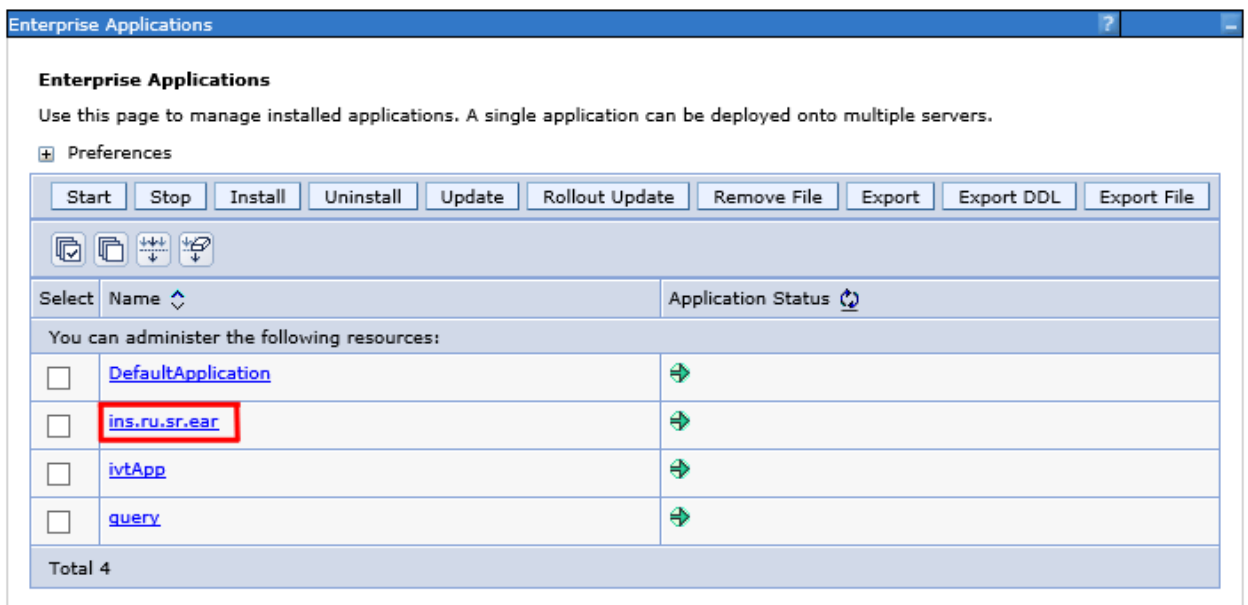 Enterprise Applications ?
Enterprise Applications
Use this page to manage installed applications. A single application can be deployed onto multiple servers.
Preferences
Start Stop Install Uninstall Update Rollout Update Remove File Export Export DDL Export File
Select Name Application Status
You can administer the following resources:
DefaultApplication
ins.ru.sr.ear
ivtApp
query
Total 4